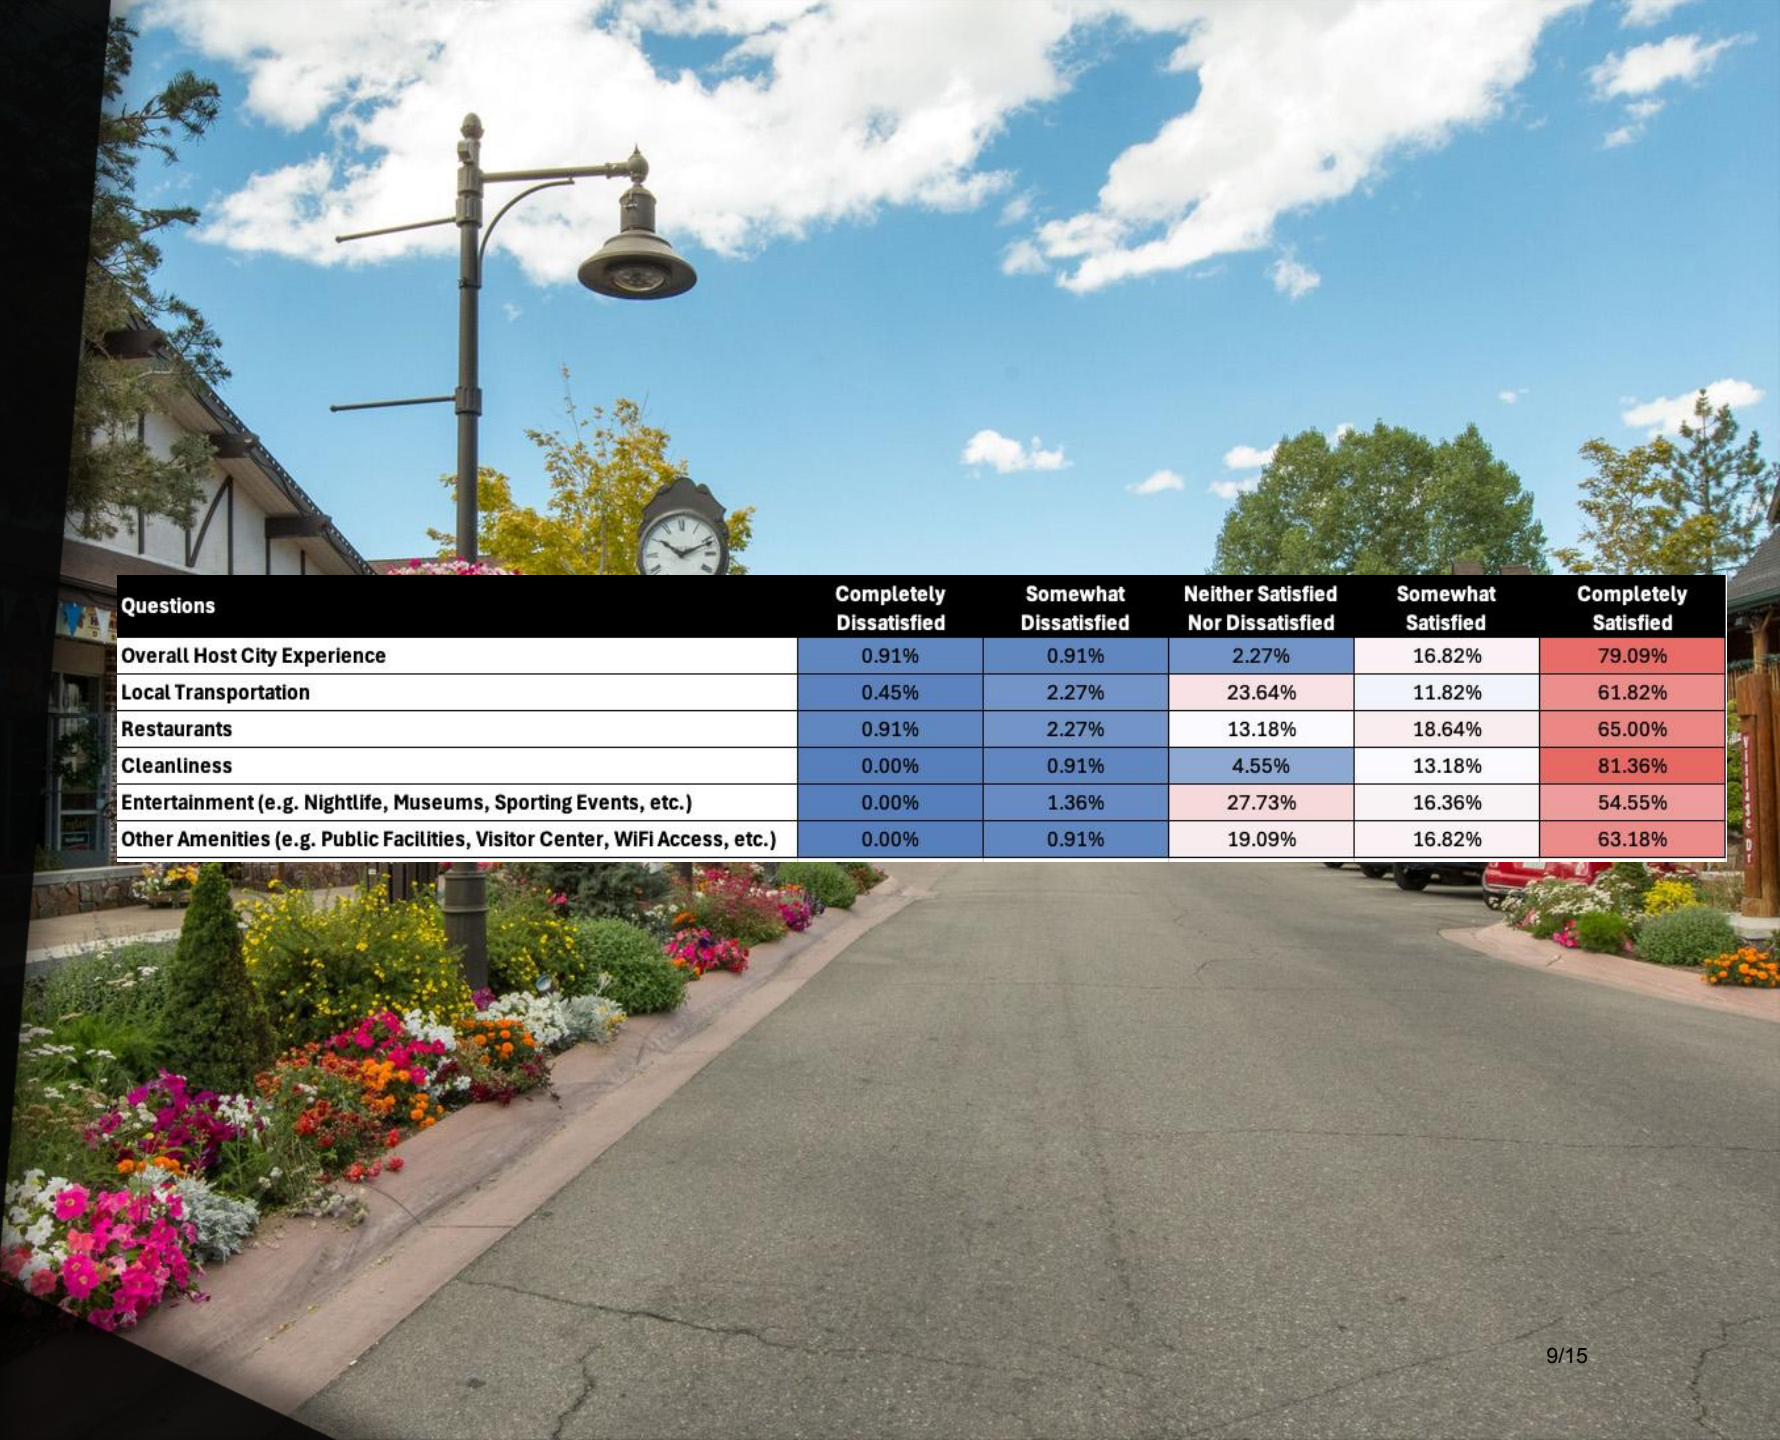 Questions Completely Dissatisfied Somewhat Dissatisfied Neither Satisfied Nor Dissatisfied Somewhat Satisfied Completely Satisfied
Overall Host City Experience 0.91% 0.91% 2.27% 16.82% 79.09%
Local Transportation 0.45% 2.27% 23.64% 11.82% 61.82%
Restaurants 0.91% 2.27% 13.18% 18.64% 65.00%
Cleanliness 0.00% 0.91% 4.55% 13.18% 81.36%
Entertainment (e.g. Nightlife, Museums, Sporting Events, etc.) 0.00% 1.36% 27.73% 16.36% 54.55%
Other Amenities (e.g. Public Facilities, Visitor Center, WiFi Access, etc.) 0.00% 0.91% 19.09% 16.82% 63.18%
Village Dr
9/15